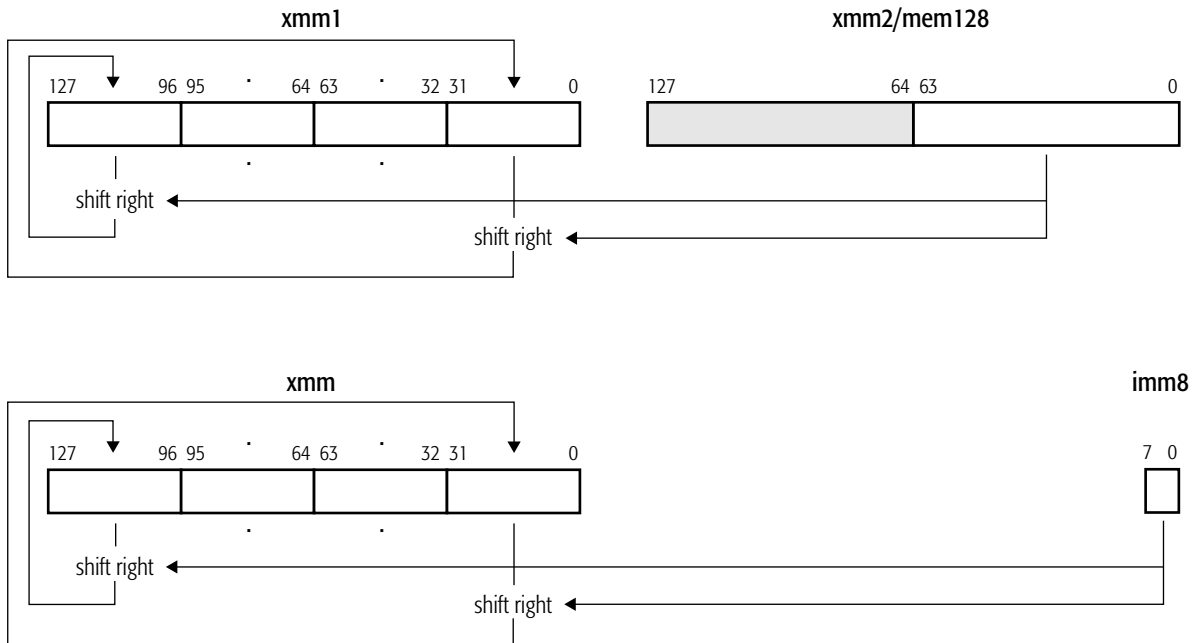 xmm1 xmm2/mem128
127 96 95 . 64 63 . 32 31 0 127 64 63 0
. .
shift right
shift right
xmm imm8
127 96 95 . 64 63 . 32 31 0 7 0
. .
shift right
shift right